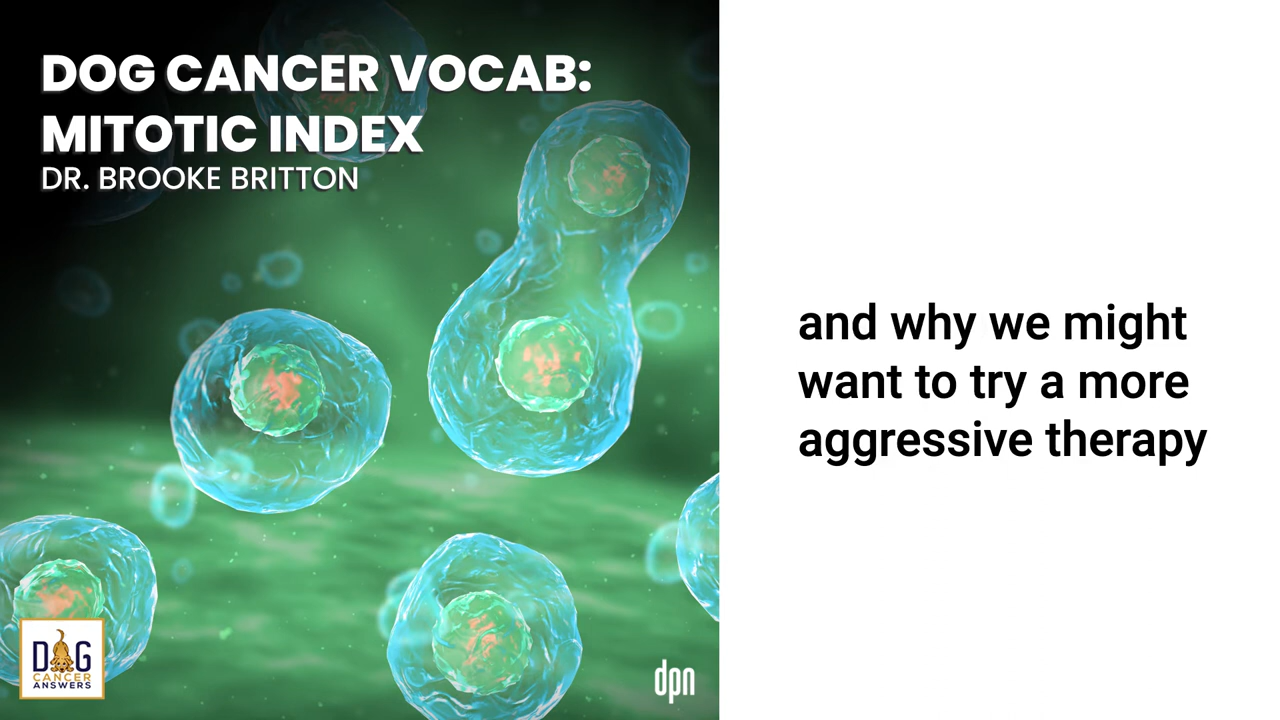 DOG CANCER VOCAB:
MITOTIC INDEX
DR. BROOKE BRITTON
and why we might
want to try a more
aggressive therapy
D G
CANCER
ANSWERS
dpn